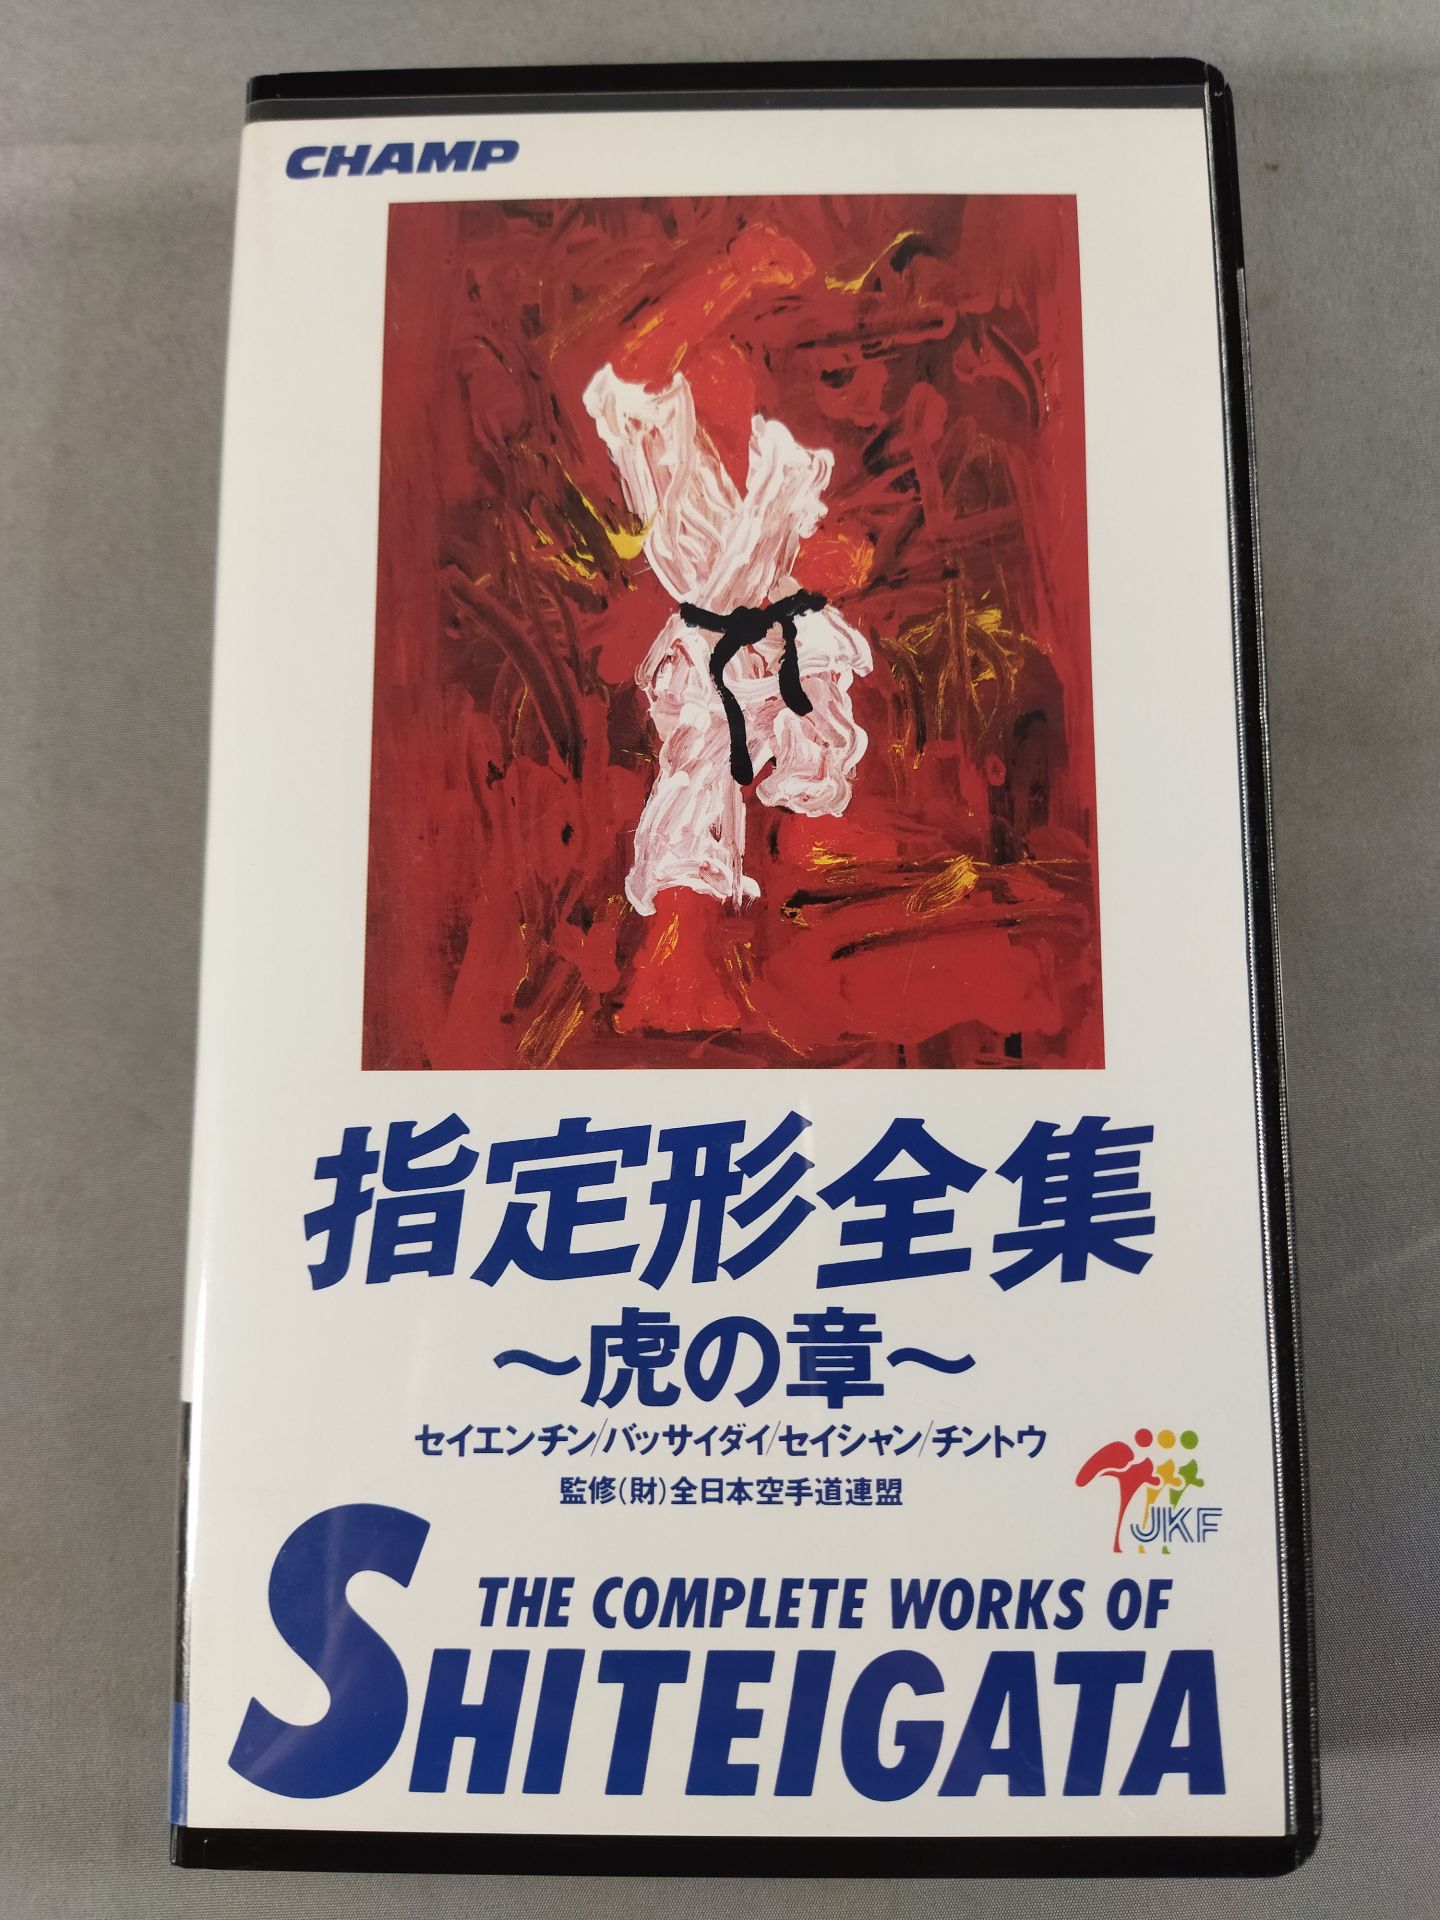 CHAMP
指定形全集
〜虎の章〜
セイエンチン/バッサイダイ/セイシャン/チントウ
監修(財)全日本空手道連盟
JKF
THE COMPLETE WORKS OF
SHITEIGATA